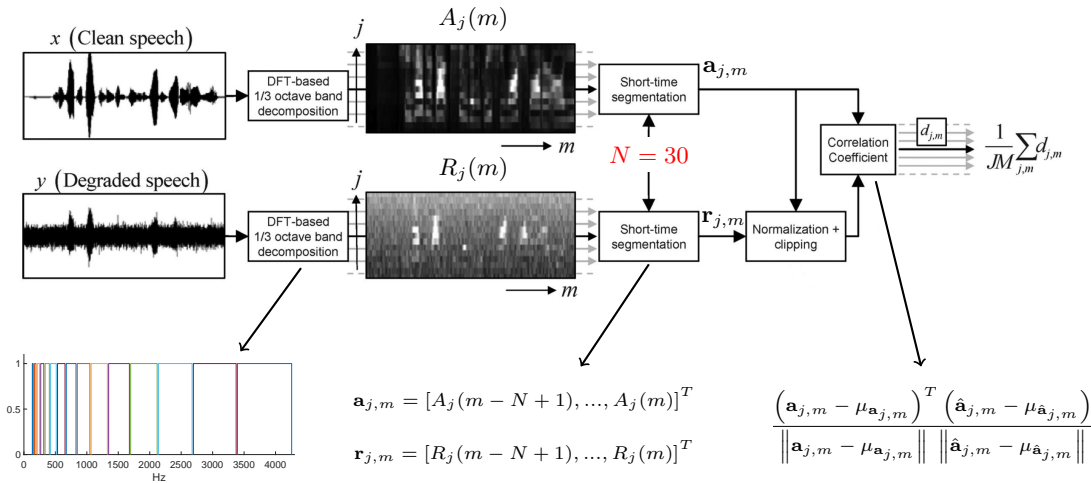 x (Clean speech)
DFT-based
1/3 octave band
decomposition
j
A_j(m)
m
Short-time
segmentation
a_{j,m}
N = 30
Correlation
Coefficient
d_{j,m}
\frac{1}{JM} \sum_{j,m} d_{j,m}
y (Degraded speech)
DFT-based
1/3 octave band
decomposition
j
R_j(m)
m
Short-time
segmentation
r_{j,m}
Normalization +
clipping
1
0.5
0
0 500 1000 1500 2000 2500 3000 3500 4000
Hz
a_{j,m} = [A_j(m − N + 1), ..., A_j(m)]^T
r_{j,m} = [R_j(m − N + 1), ..., R_j(m)]^T
\frac{(a_{j,m} − μ_{a_{j,m}})^T (â_{j,m} − μ_{â_{j,m}})}{‖a_{j,m} − μ_{a_{j,m}}‖ ‖â_{j,m} − μ_{â_{j,m}}‖}